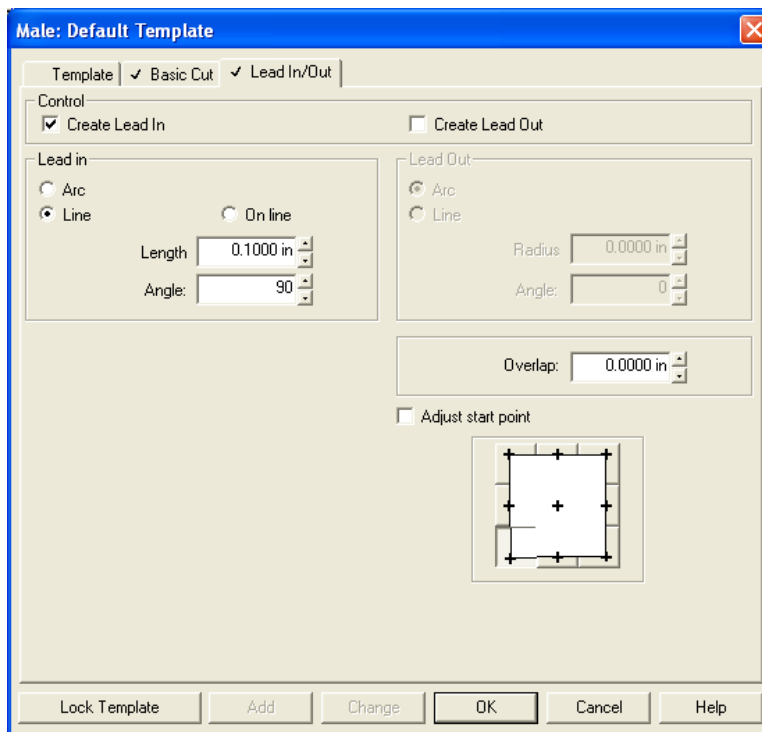 Male: Default Template
Template
Basic Cut
Lead In/Out
Control
Create Lead In
Create Lead Out
Lead in
Arc
Line
On line
Length
0.1000 in
Angle:
90
Lead Out
Arc
Line
Radius
0.0000 in
Angle:
0
Overlap:
0.0000 in
Adjust start point
Lock Template
Add
Change
OK
Cancel
Help